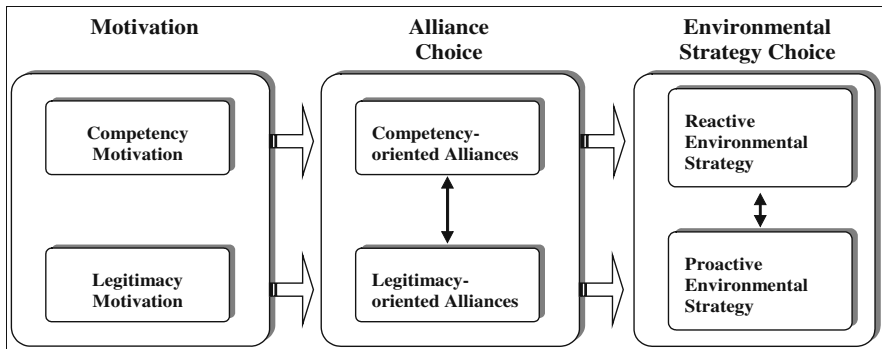 Motivation
Alliance
Choice
Environmental
Strategy Choice
Competency
Motivation
Legitimacy
Motivation
Competency-
oriented Alliances
Legitimacy-
oriented Alliances
Reactive
Environmental
Strategy
Proactive
Environmental
Strategy